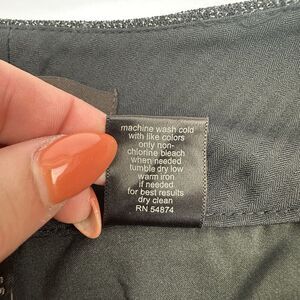 machine wash cold
with like colors
only non-
chlorine bleach
when needed
tumble dry low
warm iron
if needed
for best results
dry clean
RN 54874